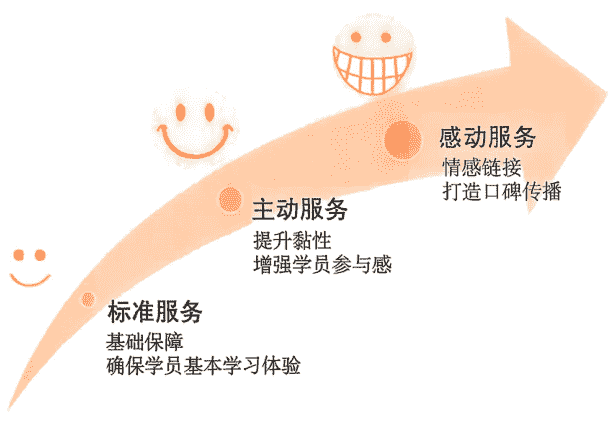 感动服务
情感链接
打造口碑传播
主动服务
提升黏性
增强学员参与感
标准服务
基础保障
确保学员基本学习体验